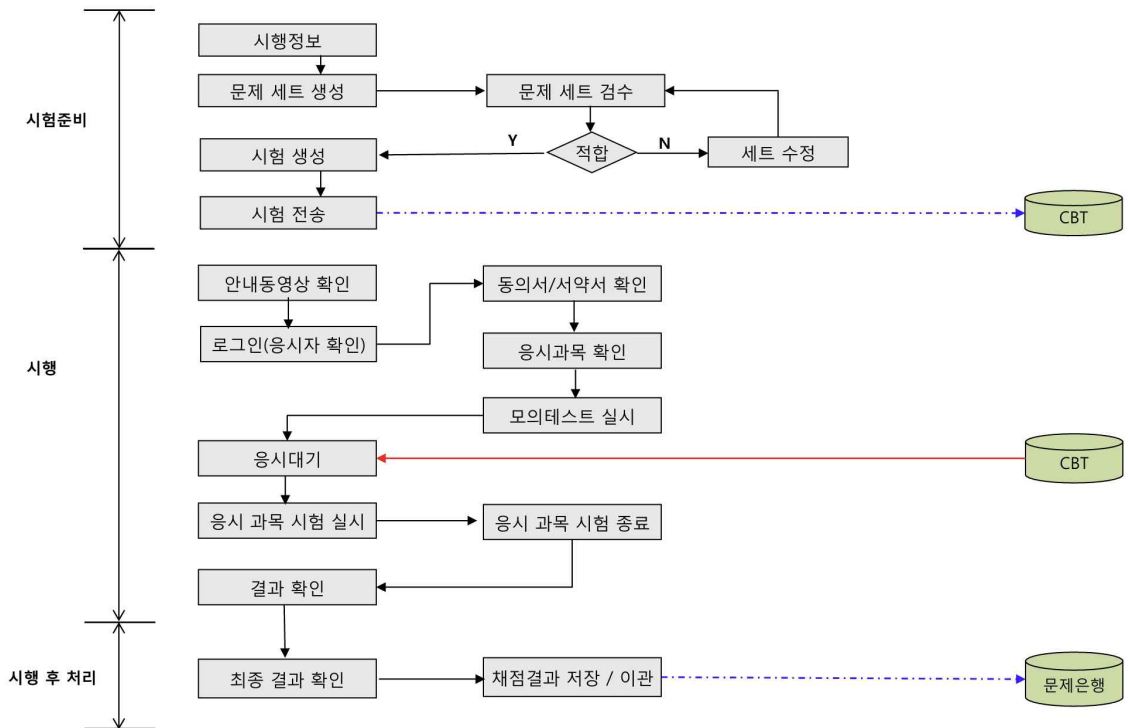 시험준비
시행정보
문제 세트 생성
문제 세트 검수
적합
Y
N
시험 생성
세트 수정
시험 전송
CBT
시행
안내동영상 확인
동의서/서약서 확인
로그인(응시자 확인)
응시과목 확인
모의테스트 실시
응시대기
CBT
응시 과목 시험 실시
응시 과목 시험 종료
결과 확인
시행 후 처리
최종 결과 확인
채점결과 저장 / 이관
문제은행